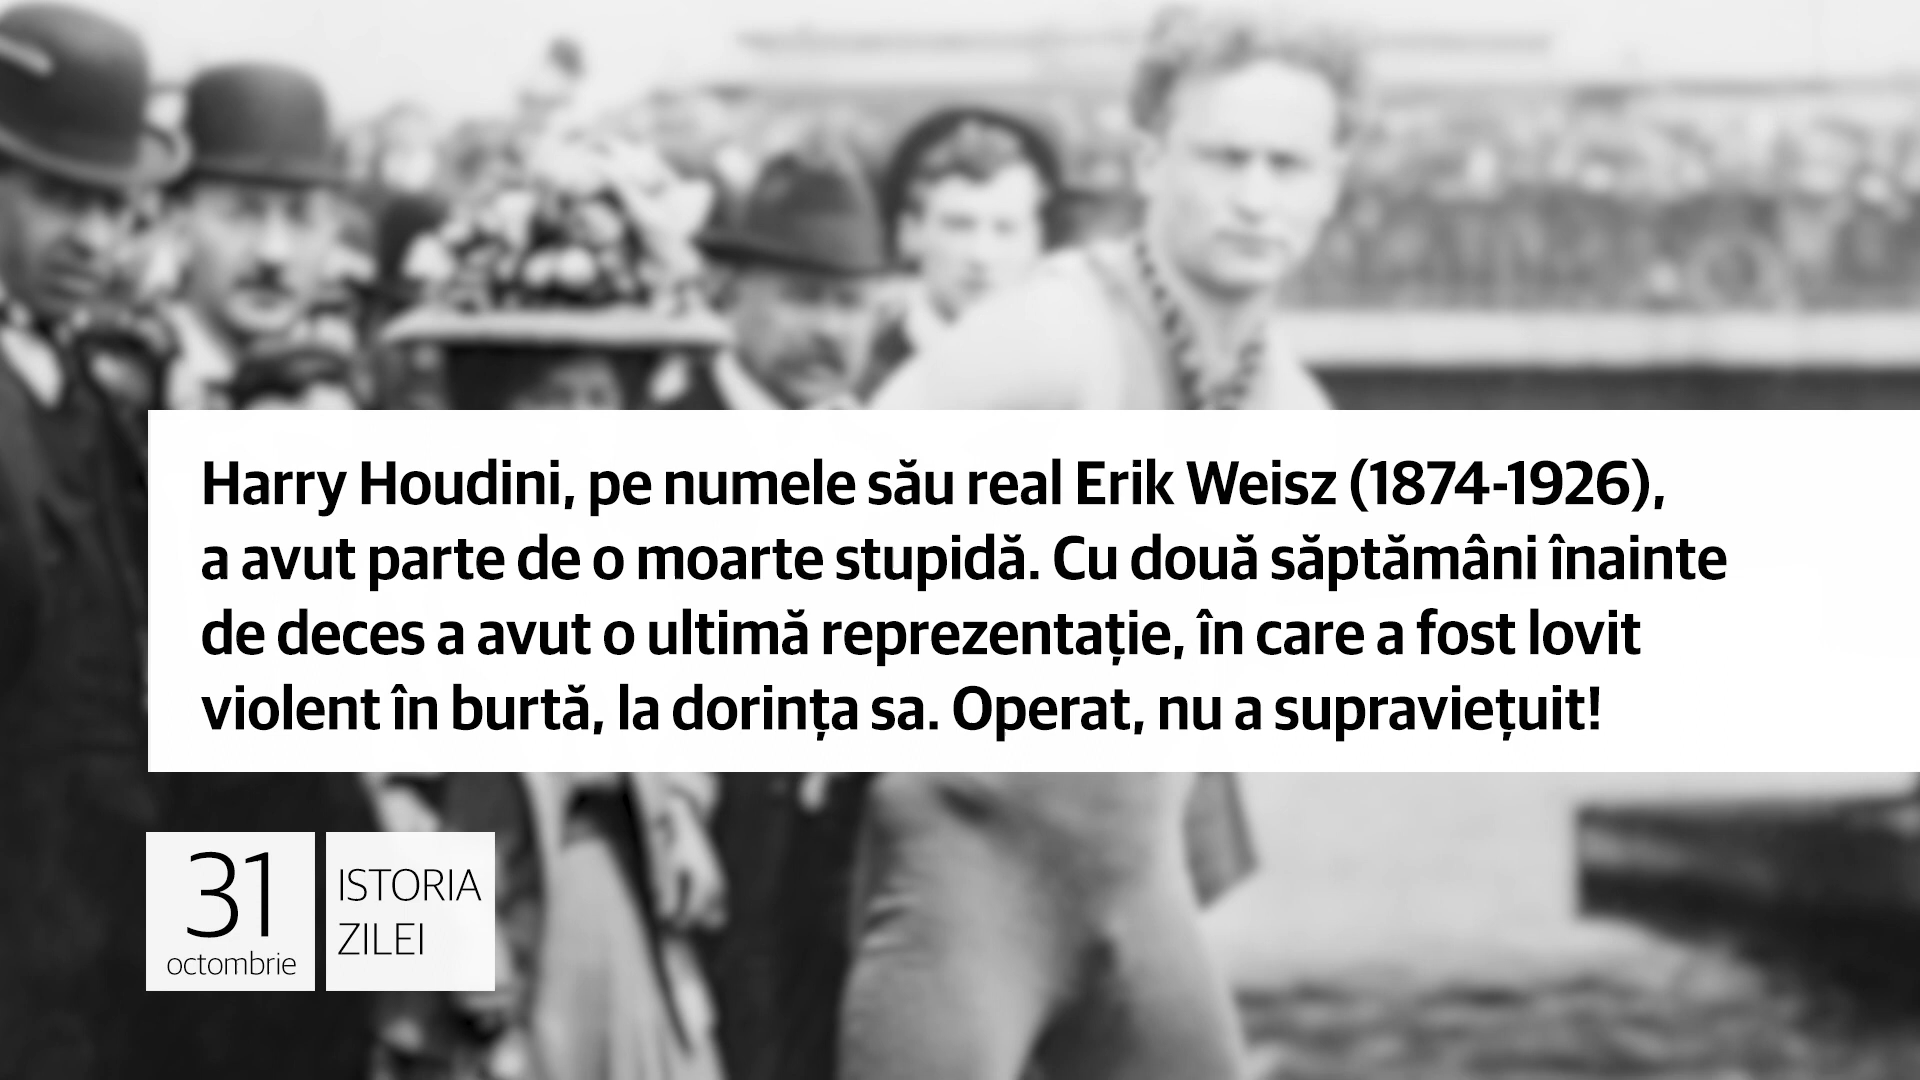 Harry Houdini, pe numele său real Erik Weisz (1874-1926),
a avut parte de o moarte stupidă. Cu două săptămâni înainte
de deces a avut o ultimă reprezentație, în care a fost lovit
violent în burtă, la dorința sa. Operat, nu a supraviețuit!
31
octombrie
ISTORIA
ZILEI